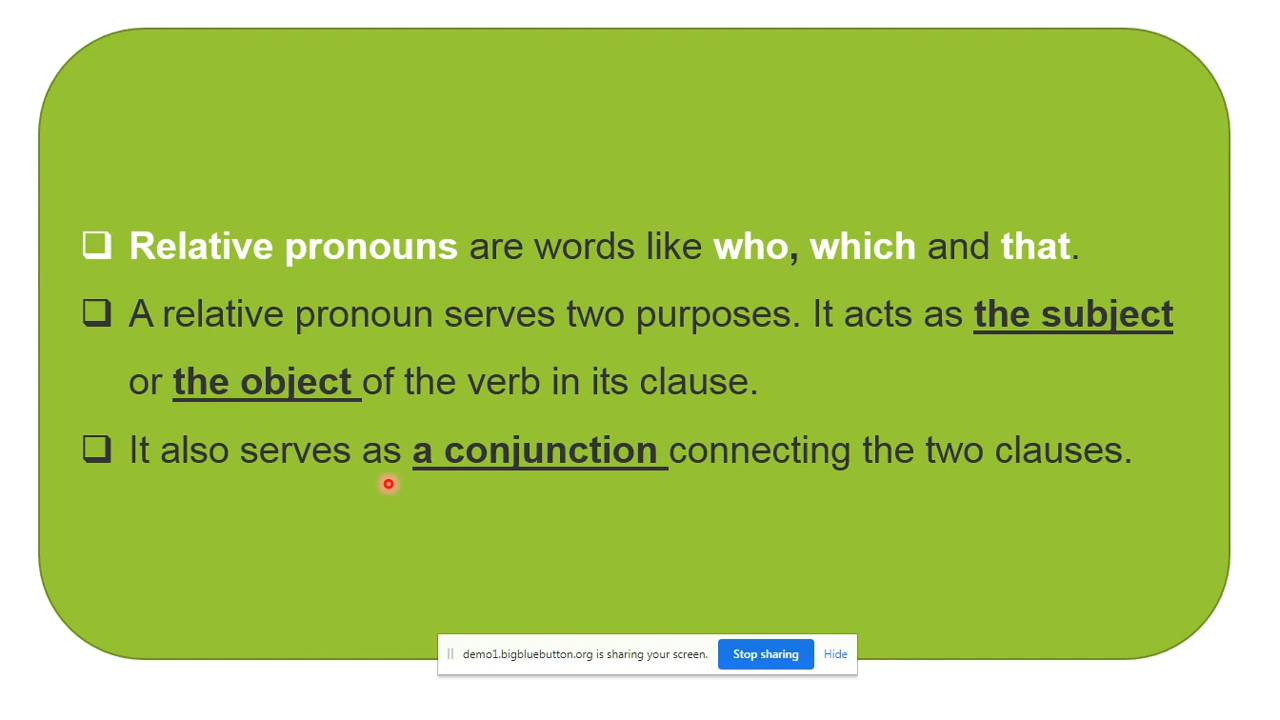 Relative pronouns are words like who, which and that.
A relative pronoun serves two purposes. It acts as the subject
or the object of the verb in its clause.
It also serves as a conjunction connecting the two clauses.
demo1.bigbluebutton.org is sharing your screen. Stop sharing Hide